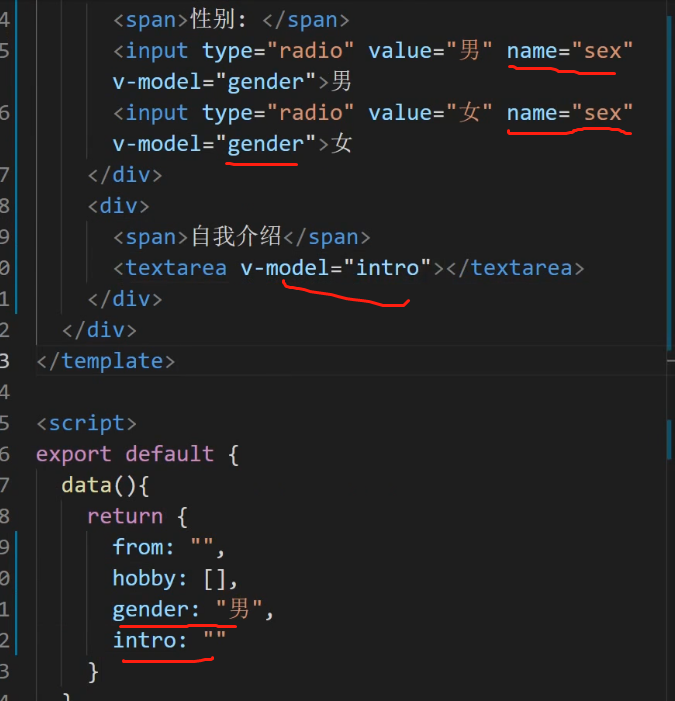 4 <span>性别: </span>
5 <input type="radio" value="男" name="sex"
v-model="gender">男
6 <input type="radio" value="女" name="sex"
v-model="gender">女
7 </div>
8 <div>
9 <span>自我介绍</span>
0 <textarea v-model="intro"></textarea>
1 </div>
2 </div>
3 </template>
4
5 <script>
6 export default {
7 data(){
8 return {
9 from: "",
0 hobby: [],
1 gender: "男",
2 intro: ""
3 }